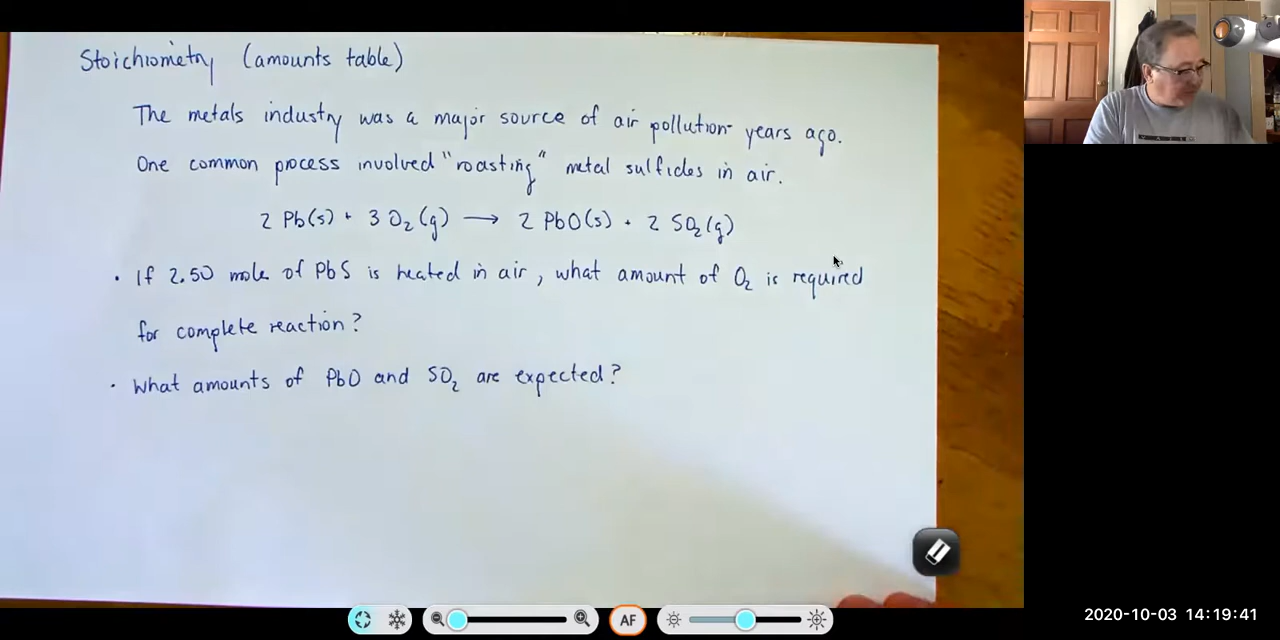 Stoichiometry (amounts table)
The metals industry was a major source of air pollution years ago.
One common process involved "roasting" metal sulfides in air.
2 Pb(s) + 3 O₂(g) → 2 PbO(s) + 2 SO₂(g)
· If 2.50 mole of PbS is heated in air, what amount of O₂ is required
for complete reaction?
· What amounts of PbO and SO₂ are expected?
AF
2020-10-03 14:19:41